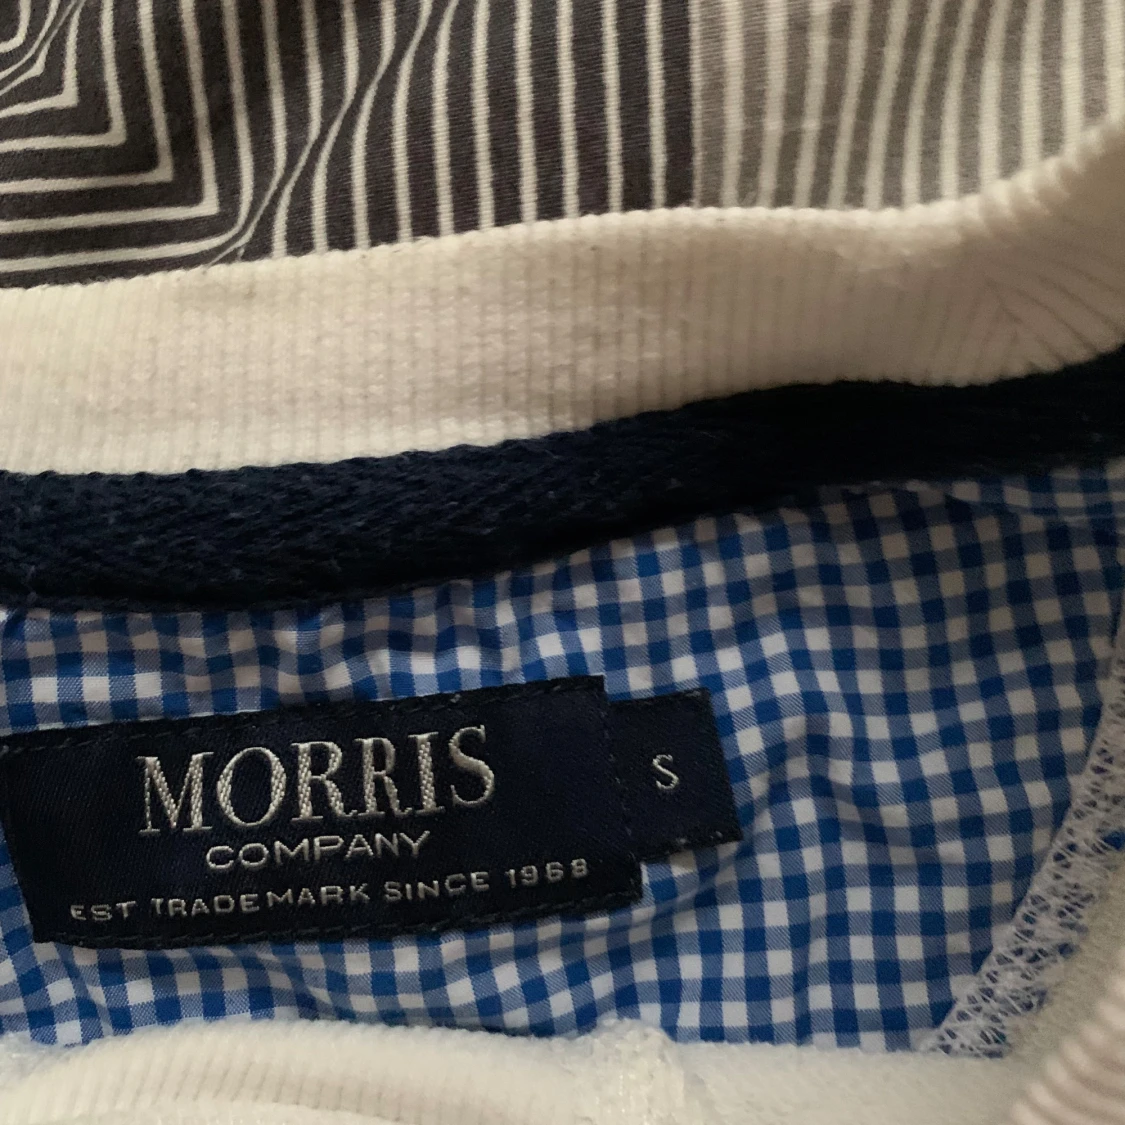 MORRIS
COMPANY
EST TRADEMARK SINCE 1968
S